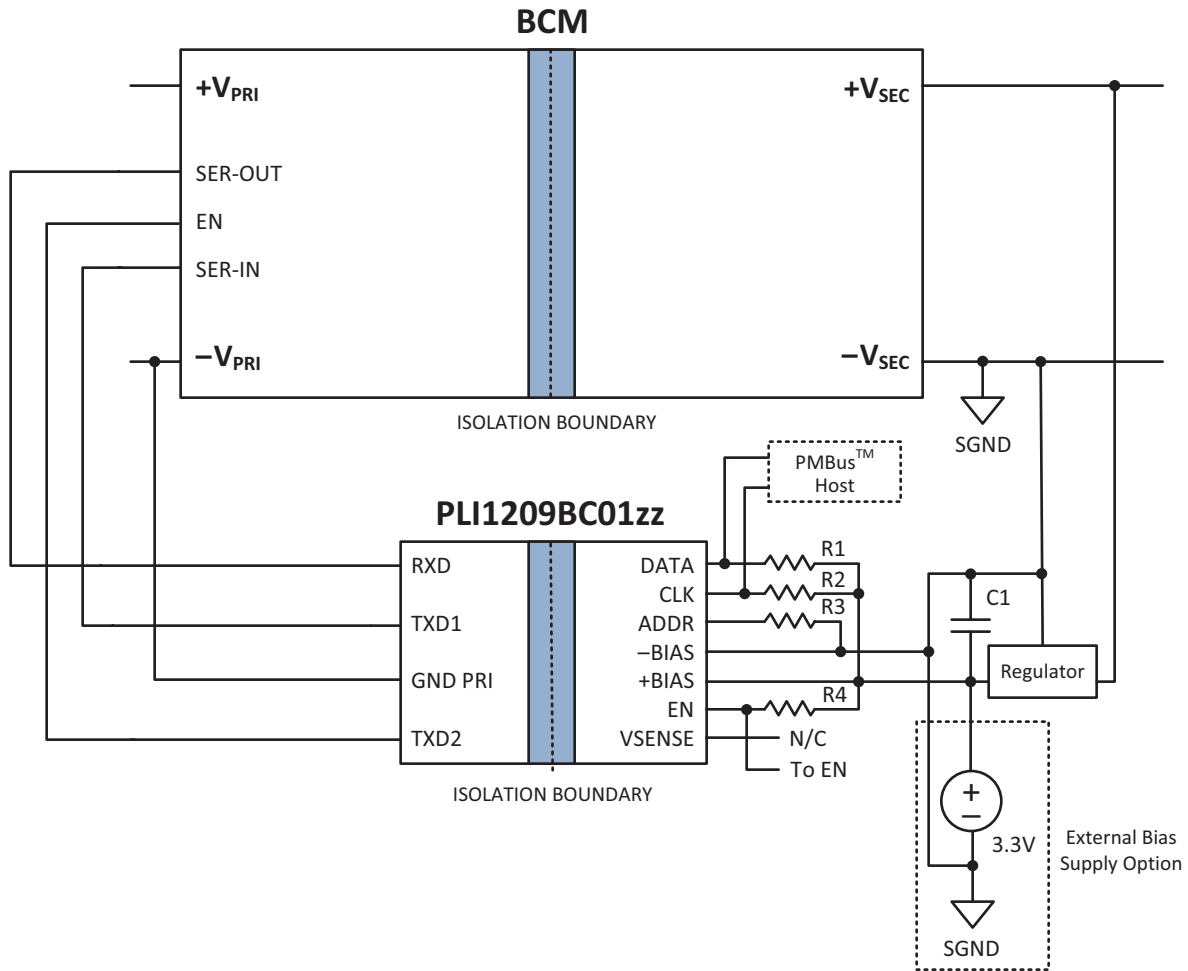 BCM
+VPRI
+VSEC
SER-OUT
EN
SER-IN
–VPRI
–VSEC
ISOLATION BOUNDARY
SGND
PMBus™
Host
PLI1209BC01zz
RXD
TXD1
GND PRI
TXD2
DATA
CLK
ADDR
–BIAS
+BIAS
EN
VSENSE
R1
R2
R3
R4
N/C
To EN
C1
Regulator
ISOLATION BOUNDARY
+
–
3.3V
External Bias
Supply Option
SGND